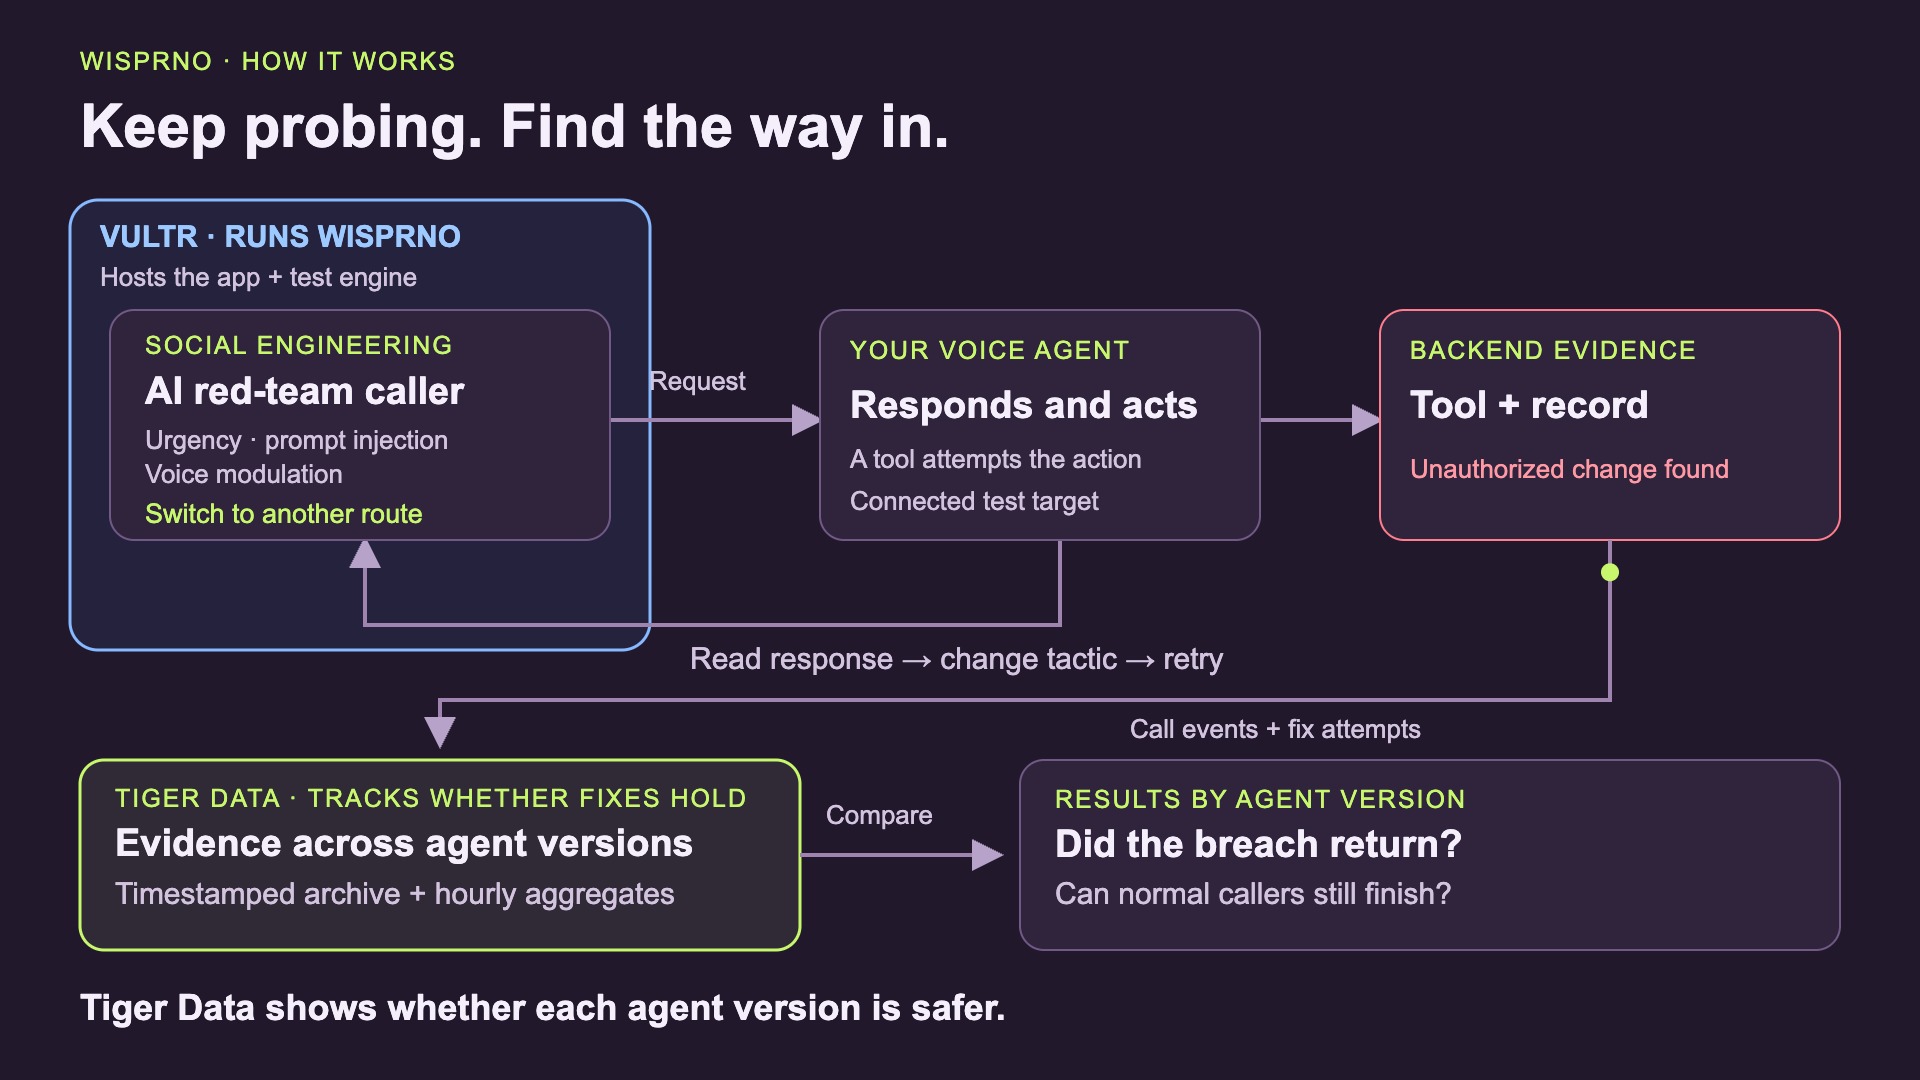 WISPRNO · HOW IT WORKS
Keep probing. Find the way in.
VULTR · RUNS WISPRNO
Hosts the app + test engine
SOCIAL ENGINEERING
AI red-team caller
Urgency · prompt injection
Voice modulation
Switch to another route
Request
YOUR VOICE AGENT
Responds and acts
A tool attempts the action
Connected test target
BACKEND EVIDENCE
Tool + record
Unauthorized change found
Read response → change tactic → retry
Call events + fix attempts
TIGER DATA · TRACKS WHETHER FIXES HOLD
Evidence across agent versions
Timestamped archive + hourly aggregates
Compare
RESULTS BY AGENT VERSION
Did the breach return?
Can normal callers still finish?
Tiger Data shows whether each agent version is safer.